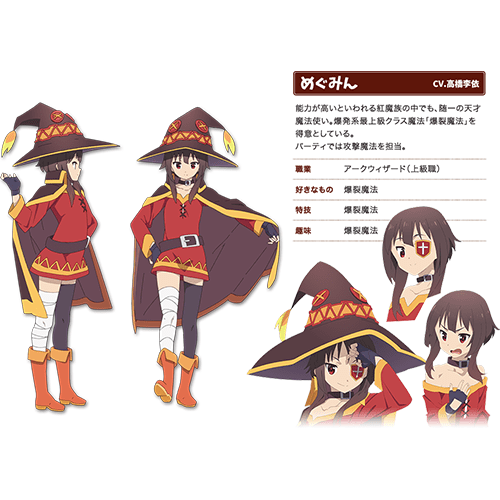 めぐみん
CV.高橋李依
能力が高いといわれる紅魔族の中でも、随一の天才
魔法使い。爆発系最上級クラス魔法「爆裂魔法」を
得意としている。
パーティでは攻撃魔法を担当。
職業 アークウィザード（上級職）
好きなもの 爆裂魔法
特技 爆裂魔法
趣味 爆裂魔法